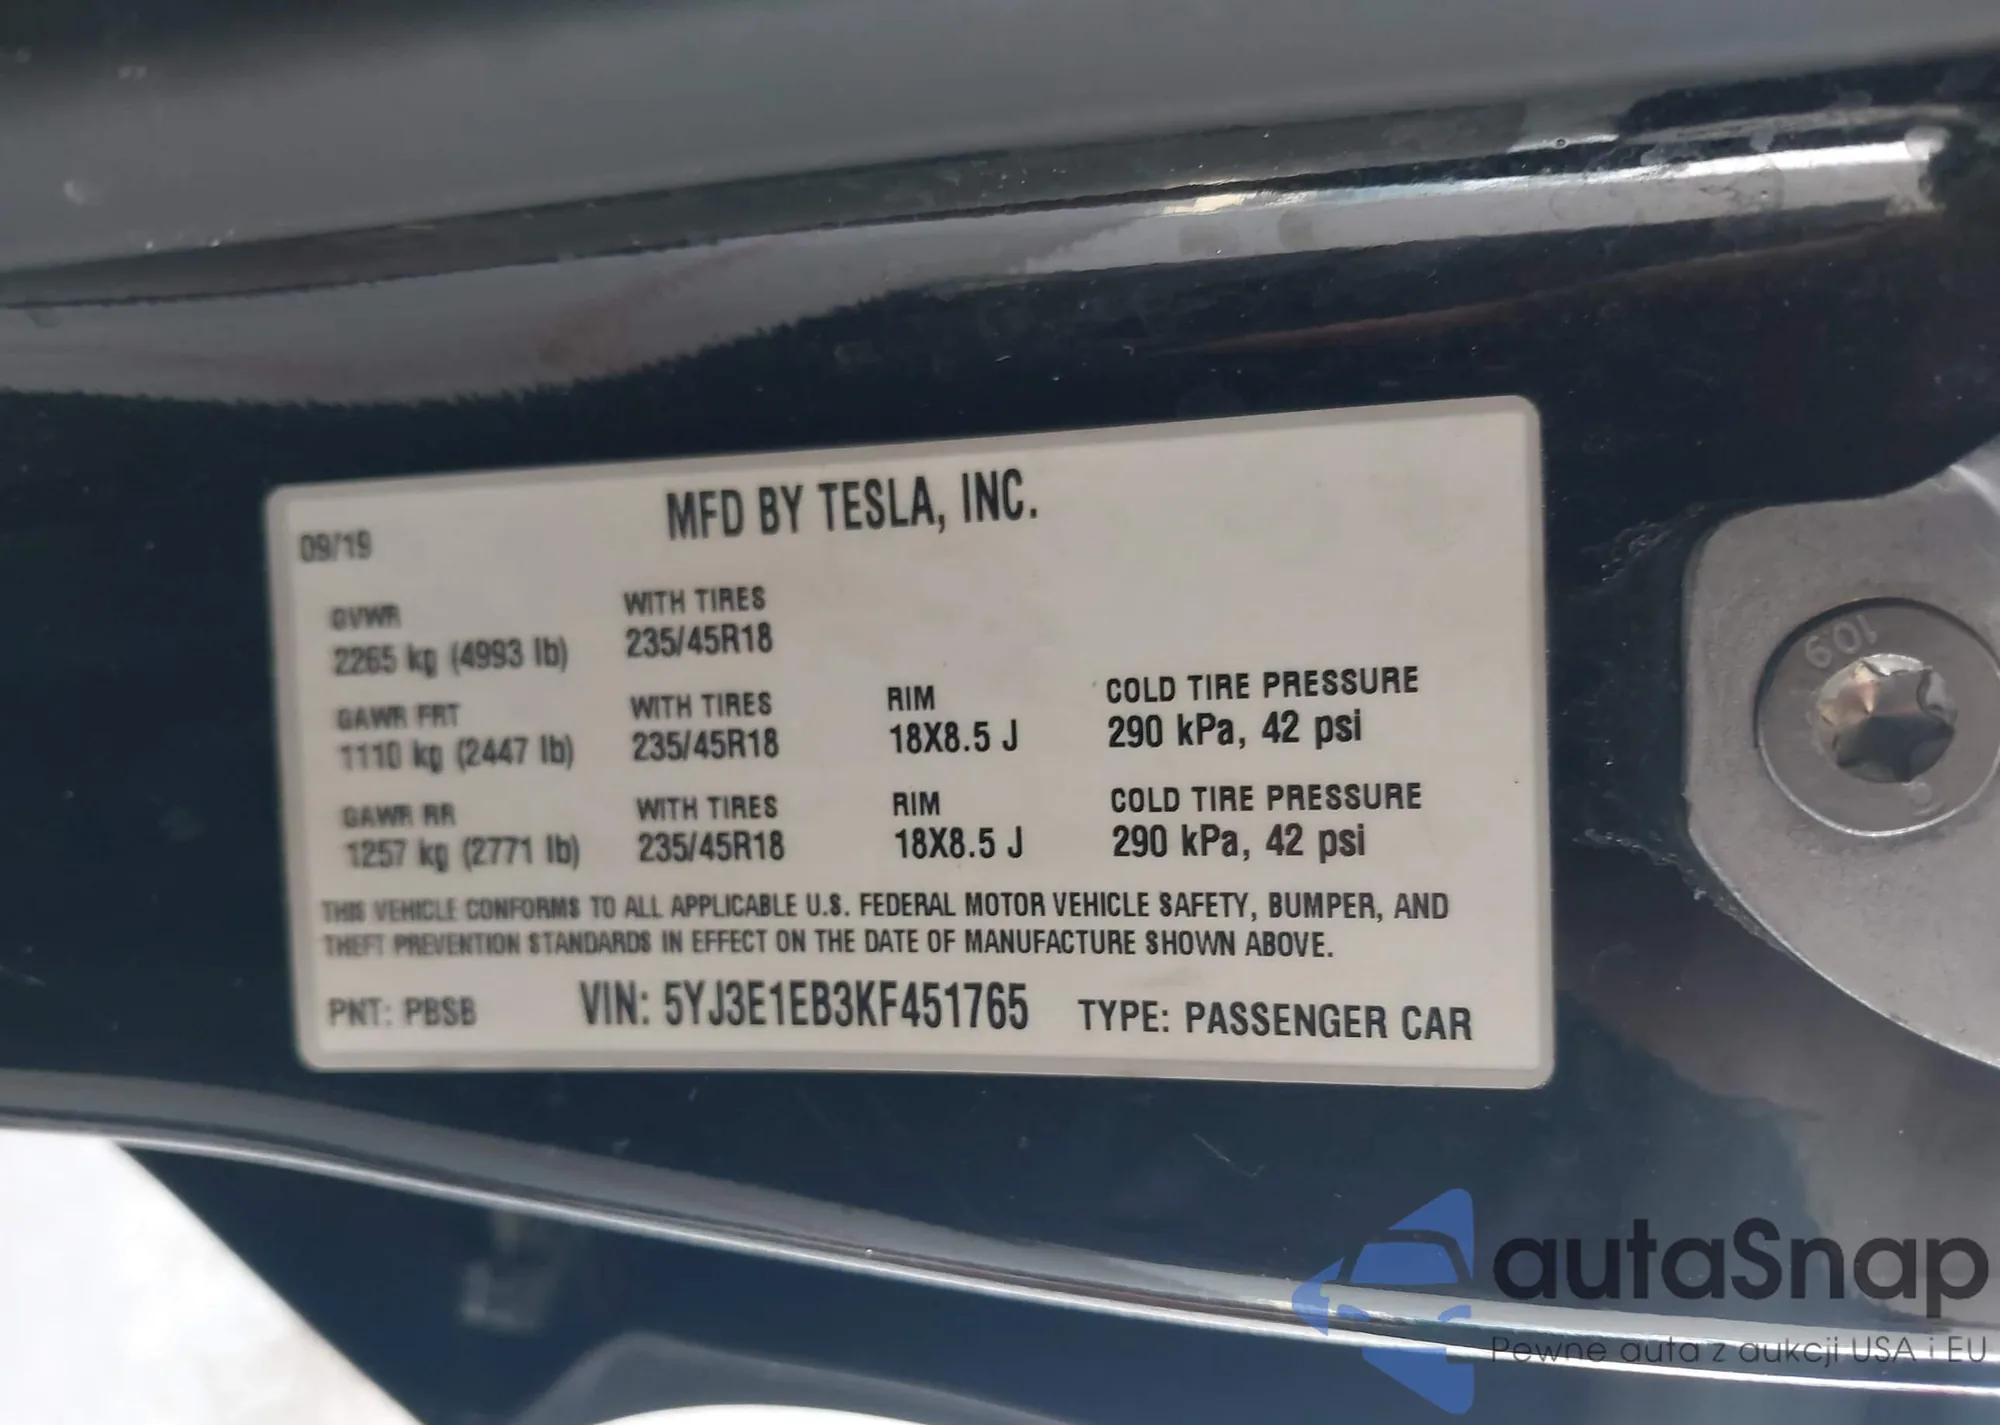 MFD BY TESLA, INC.
09/19
GVWR
2265 kg (4993 lb)
WITH TIRES
235/45R18
GAWR FRT
1110 kg (2447 lb)
WITH TIRES
235/45R18
RIM
18X8.5 J
COLD TIRE PRESSURE
290 kPa, 42 psi
GAWR RR
1257 kg (2771 lb)
WITH TIRES
235/45R18
RIM
18X8.5 J
COLD TIRE PRESSURE
290 kPa, 42 psi
THIS VEHICLE CONFORMS TO ALL APPLICABLE U.S. FEDERAL MOTOR VEHICLE SAFETY, BUMPER, AND
THEFT PREVENTION STANDARDS IN EFFECT ON THE DATE OF MANUFACTURE SHOWN ABOVE.
PNT: PBSB
VIN: 5YJ3E1EB3KF451765
TYPE: PASSENGER CAR
10.9
autaSnap
Pewne auta z aukcji USA i EU